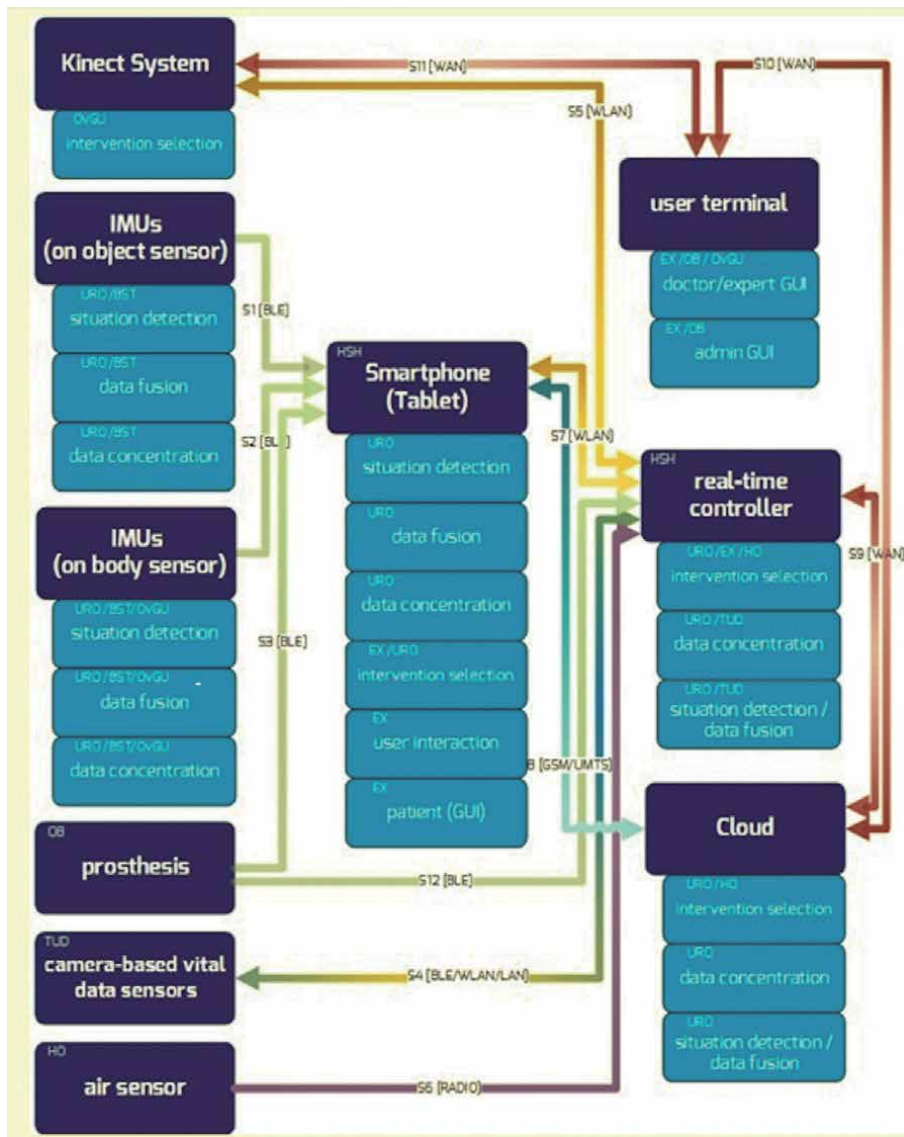 Kinect System
OVGU
intervention selection
IMUs
(on object sensor)
URO/BST
situation detection
URO/BST
data fusion
URO/BST
data concentration
IMUs
(on body sensor)
URO/BST/OvGU
situation detection
URO/BST/OVGU
data fusion
URO/BST/OvGU
data concentration
OB
prosthesis
TUD
camera-based vital
data sensors
HO
air sensor
S11 [WAN]
S10 [WAN]
S5 [WLAN]
S1 [BLE]
S2 [BLE]
S3 [BLE]
S7 [WLAN]
S9 [WAN]
8 [GSM/UMTS]
S12 [BLE]
S4 [BLE/WLAN/LAN]
S6 [RADIO]
HSH
Smartphone
(Tablet)
URO
situation detection
URO
data fusion
URO
data concentration
EX/URO
intervention selection
EX
user interaction
EX
patient (GUI)
user terminal
EX/OB/OvGU
doctor/expert GUI
EX/OB
admin GUI
HSH
real-time
controller
URO/EX/HO
intervention selection
URO/TUD
data concentration
URO/TUD
situation detection /
data fusion
Cloud
URO/HO
intervention selection
URO
data concentration
URO
situation detection /
data fusion